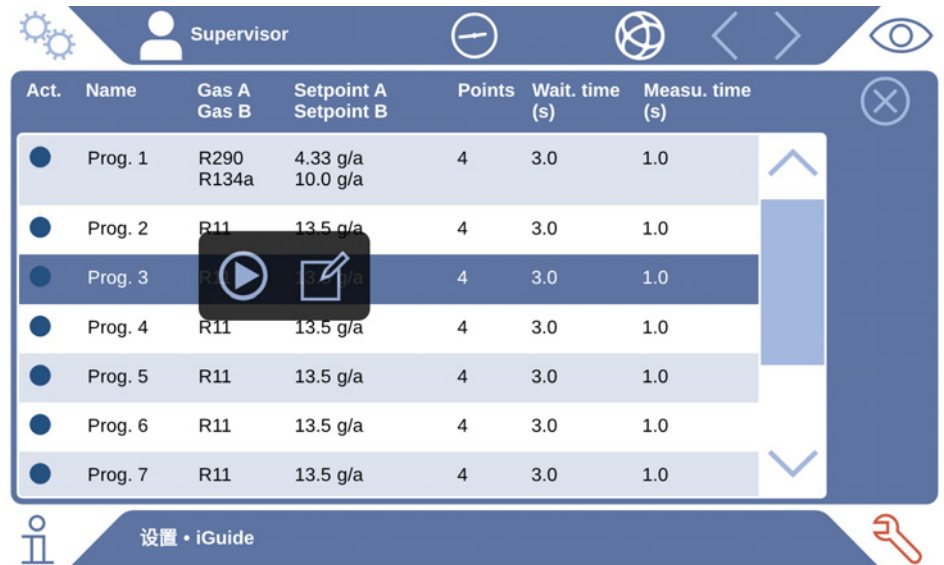 Supervisor
Act. Name Gas A Setpoint A Points Wait. time Measu. time
Gas B Setpoint B (s) (s)
Prog. 1 R290 4.33 g/a 4 3.0 1.0
R134a 10.0 g/a
Prog. 2 R11 13.5 g/a 4 3.0 1.0
Prog. 3 R11 13.5 g/a 4 3.0 1.0
Prog. 4 R11 13.5 g/a 4 3.0 1.0
Prog. 5 R11 13.5 g/a 4 3.0 1.0
Prog. 6 R11 13.5 g/a 4 3.0 1.0
Prog. 7 R11 13.5 g/a 4 3.0 1.0
设置 • iGuide